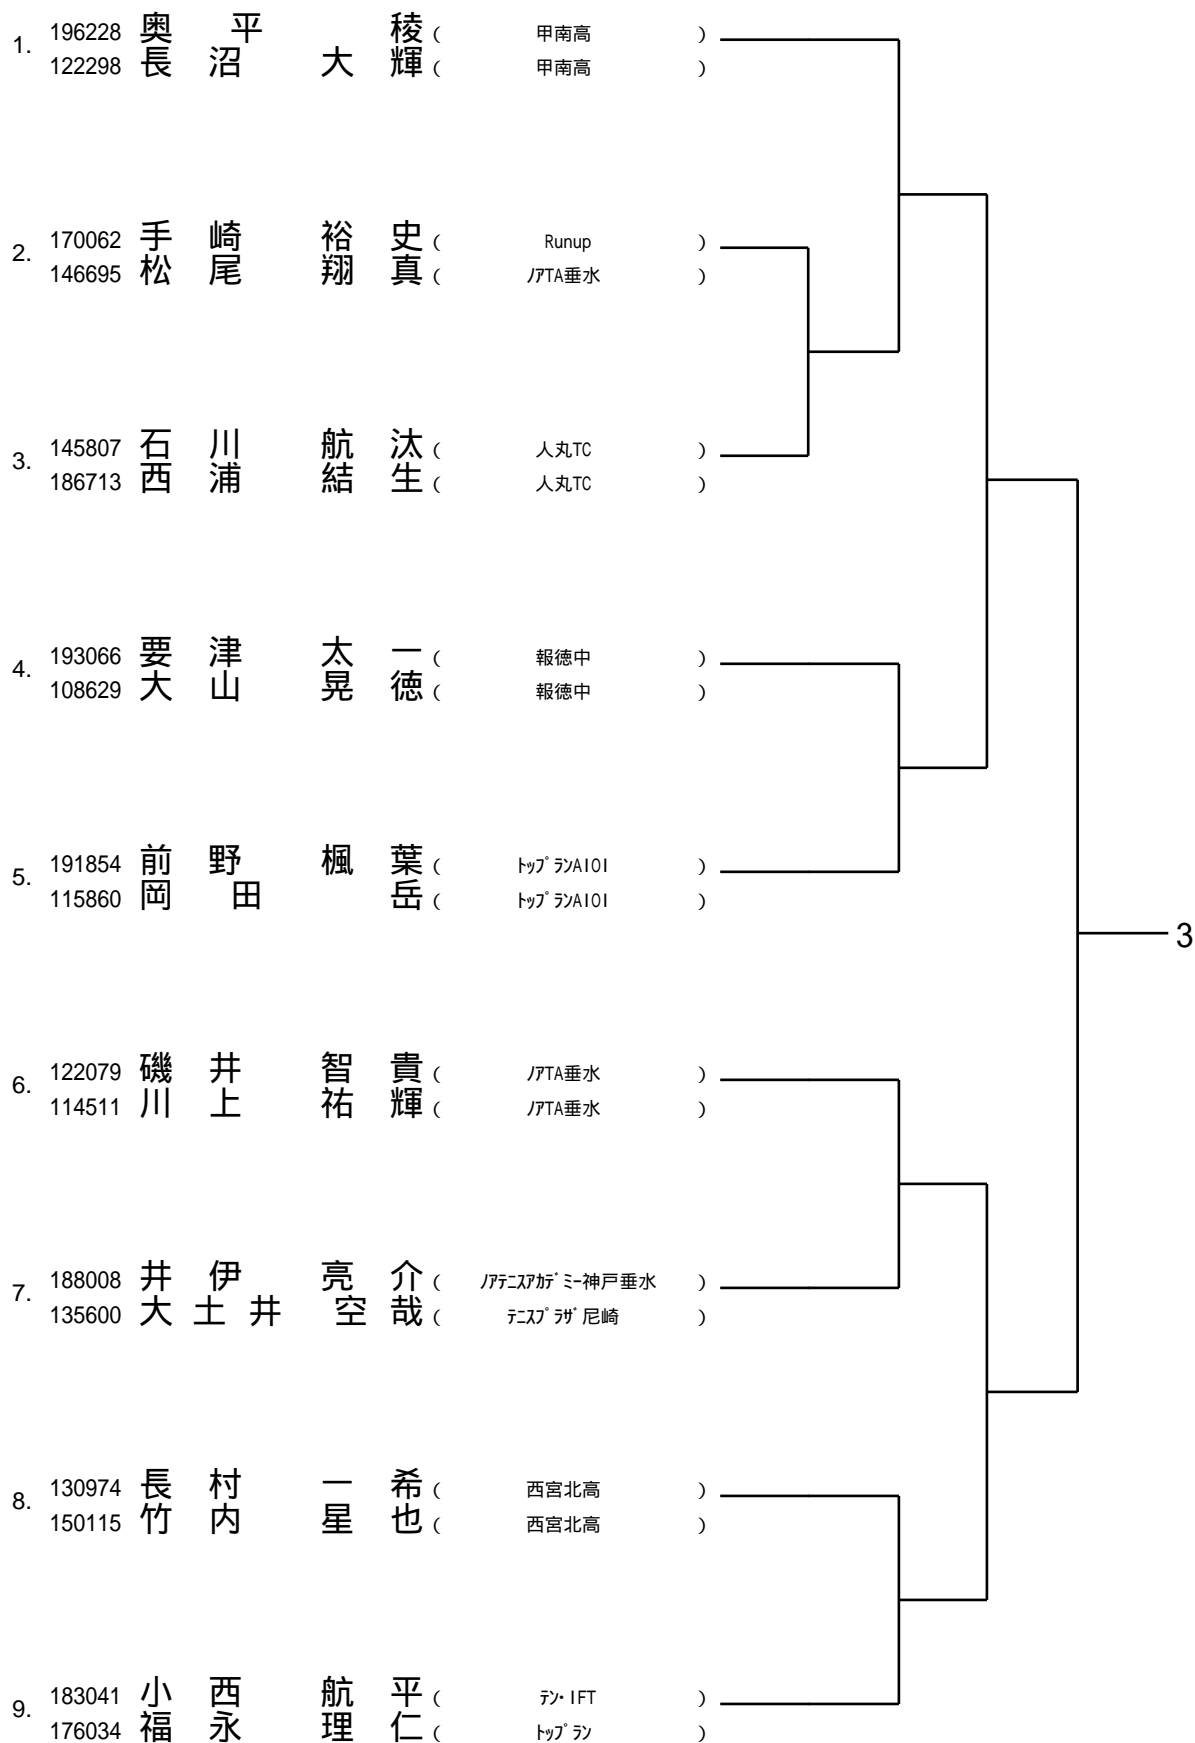 1. 196228 奥平 稜 ( 甲南高 )
122298 長沼 大輝 ( 甲南高 )
2. 170062 手崎 裕史 ( Runup )
146695 松尾 翔真 ( ﾉｱTA垂水 )
3. 145807 石川 航汰 ( 人丸TC )
186713 西浦 結生 ( 人丸TC )
4. 193066 要津 太一 ( 報徳中 )
108629 大山 晃徳 ( 報徳中 )
5. 191854 前野 楓葉 ( ﾄｯﾌﾟﾗﾝAIOI )
115860 岡田 岳 ( ﾄｯﾌﾟﾗﾝAIOI )
3
6. 122079 磯井 智貴 ( ﾉｱTA垂水 )
114511 川上 祐輝 ( ﾉｱTA垂水 )
7. 188008 井伊 亮介 ( ﾉｱﾃﾆｽｱｶﾃﾞﾐｰ神戸垂水 )
135600 大土井 空哉 ( ﾃﾆｽﾌﾟﾗｻﾞ尼崎 )
8. 130974 長村 一希 ( 西宮北高 )
150115 竹内 星也 ( 西宮北高 )
9. 183041 小西 航平 ( ﾃﾝ・IFT )
176034 福永 理仁 ( ﾄｯﾌﾟﾗﾝ )